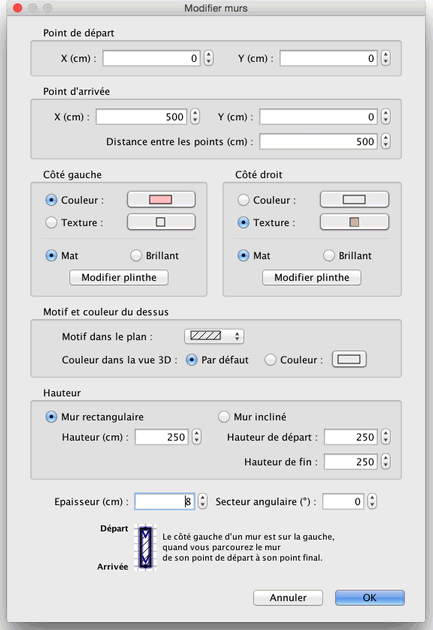 Modifier murs
Point de départ
X (cm) : 0 Y (cm) : 0
Point d'arrivée
X (cm) : 500 Y (cm) : 0
Distance entre les points (cm) : 500
Côté gauche
Couleur :
Texture :
Mat Brillant
Modifier plinthe
Côté droit
Couleur :
Texture :
Mat Brillant
Modifier plinthe
Motif et couleur du dessus
Motif dans le plan :
Couleur dans la vue 3D : Par défaut Couleur :
Hauteur
Mur rectangulaire Mur incliné
Hauteur (cm) : 250 Hauteur de départ : 250
Hauteur de fin : 250
Epaisseur (cm) : 8 Secteur angulaire (°) : 0
Départ
Arrivée
Le côté gauche d'un mur est sur la gauche,
quand vous parcourez le mur
de son point de départ à son point final.
Annuler OK